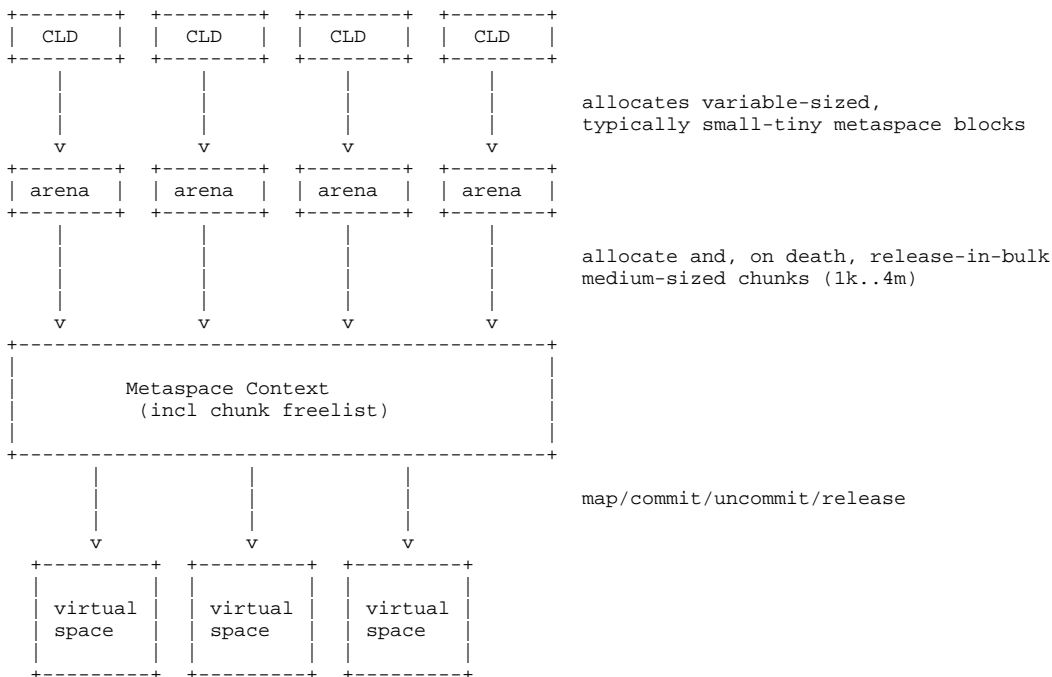 CLD CLD CLD CLD
allocates variable-sized,
typically small-tiny metaspace blocks
arena arena arena arena
allocate and, on death, release-in-bulk
medium-sized chunks (1k..4m)
Metaspace Context
(incl chunk freelist)
map/commit/uncommit/release
virtual virtual virtual
space space space